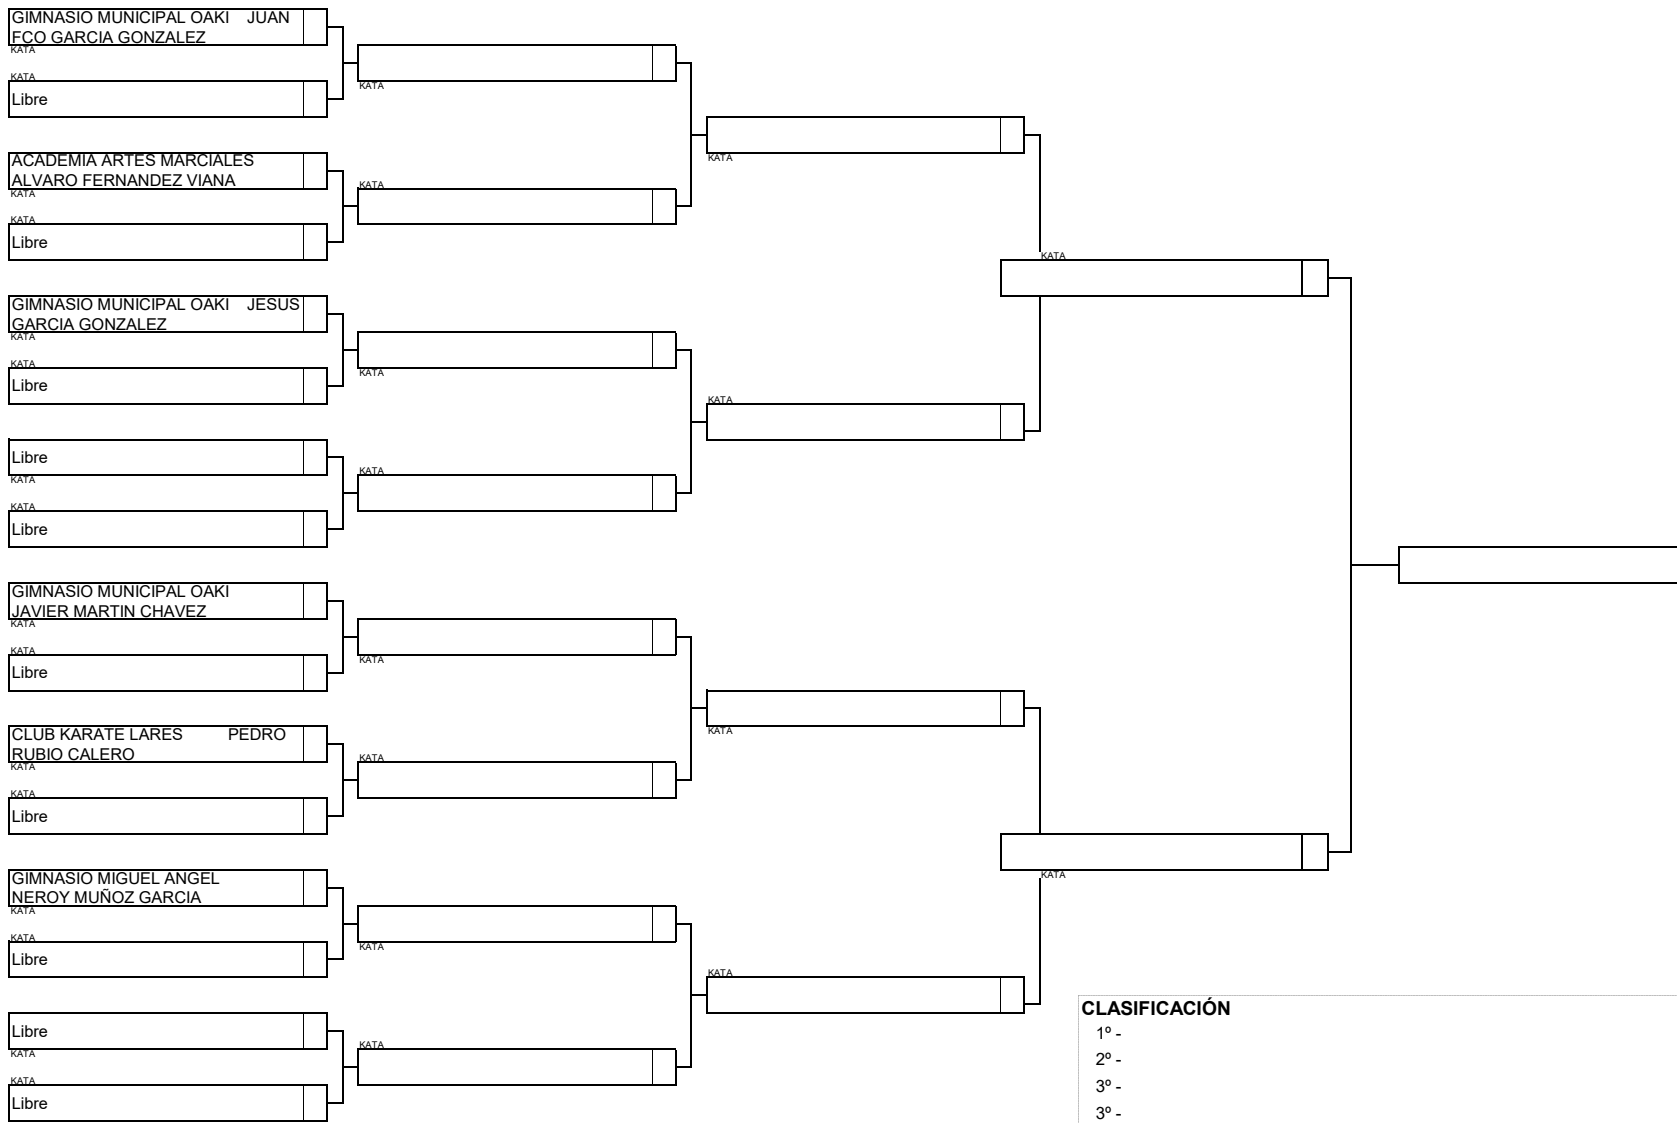 GIMNASIO MUNICIPAL OAKI JUAN
FCO GARCIA GONZALEZ
KATA
KATA
Libre
ACADEMIA ARTES MARCIALES
ALVARO FERNANDEZ VIANA
KATA
KATA
Libre
GIMNASIO MUNICIPAL OAKI JESUS
GARCIA GONZALEZ
KATA
KATA
Libre
Libre
KATA
KATA
Libre
GIMNASIO MUNICIPAL OAKI
JAVIER MARTIN CHAVEZ
KATA
KATA
Libre
CLUB KARATE LARES PEDRO
RUBIO CALERO
KATA
KATA
Libre
GIMNASIO MIGUEL ANGEL
NEROY MUÑOZ GARCIA
KATA
KATA
Libre
Libre
KATA
KATA
Libre
KATA
KATA
KATA
KATA
KATA
KATA
KATA
KATA
KATA
KATA
KATA
KATA
KATA
KATA
CLASIFICACIÓN
1º -
2º -
3º -
3º -